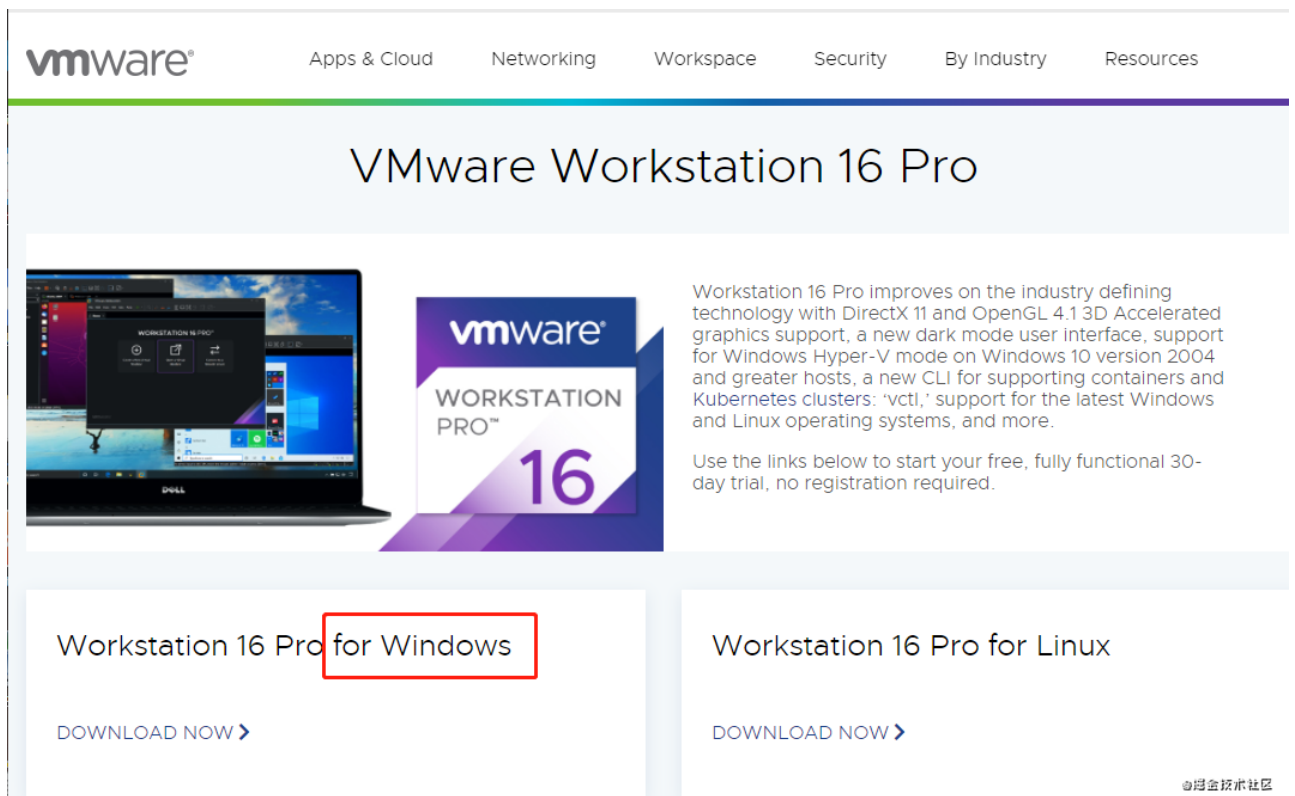 vmware®
Apps & Cloud
Networking
Workspace
Security
By Industry
Resources
VMware Workstation 16 Pro
WORKSTATION 16 PRO™
DELL
vmware®
WORKSTATION
PRO™
16
Workstation 16 Pro improves on the industry defining
technology with DirectX 11 and OpenGL 4.1 3D Accelerated
graphics support, a new dark mode user interface, support
for Windows Hyper-V mode on Windows 10 version 2004
and greater hosts, a new CLI for supporting containers and
Kubernetes clusters: ‘vctl,’ support for the latest Windows
and Linux operating systems, and more.
Use the links below to start your free, fully functional 30-
day trial, no registration required.
Workstation 16 Pro for Windows
DOWNLOAD NOW
Workstation 16 Pro for Linux
DOWNLOAD NOW
@掘金技术社区